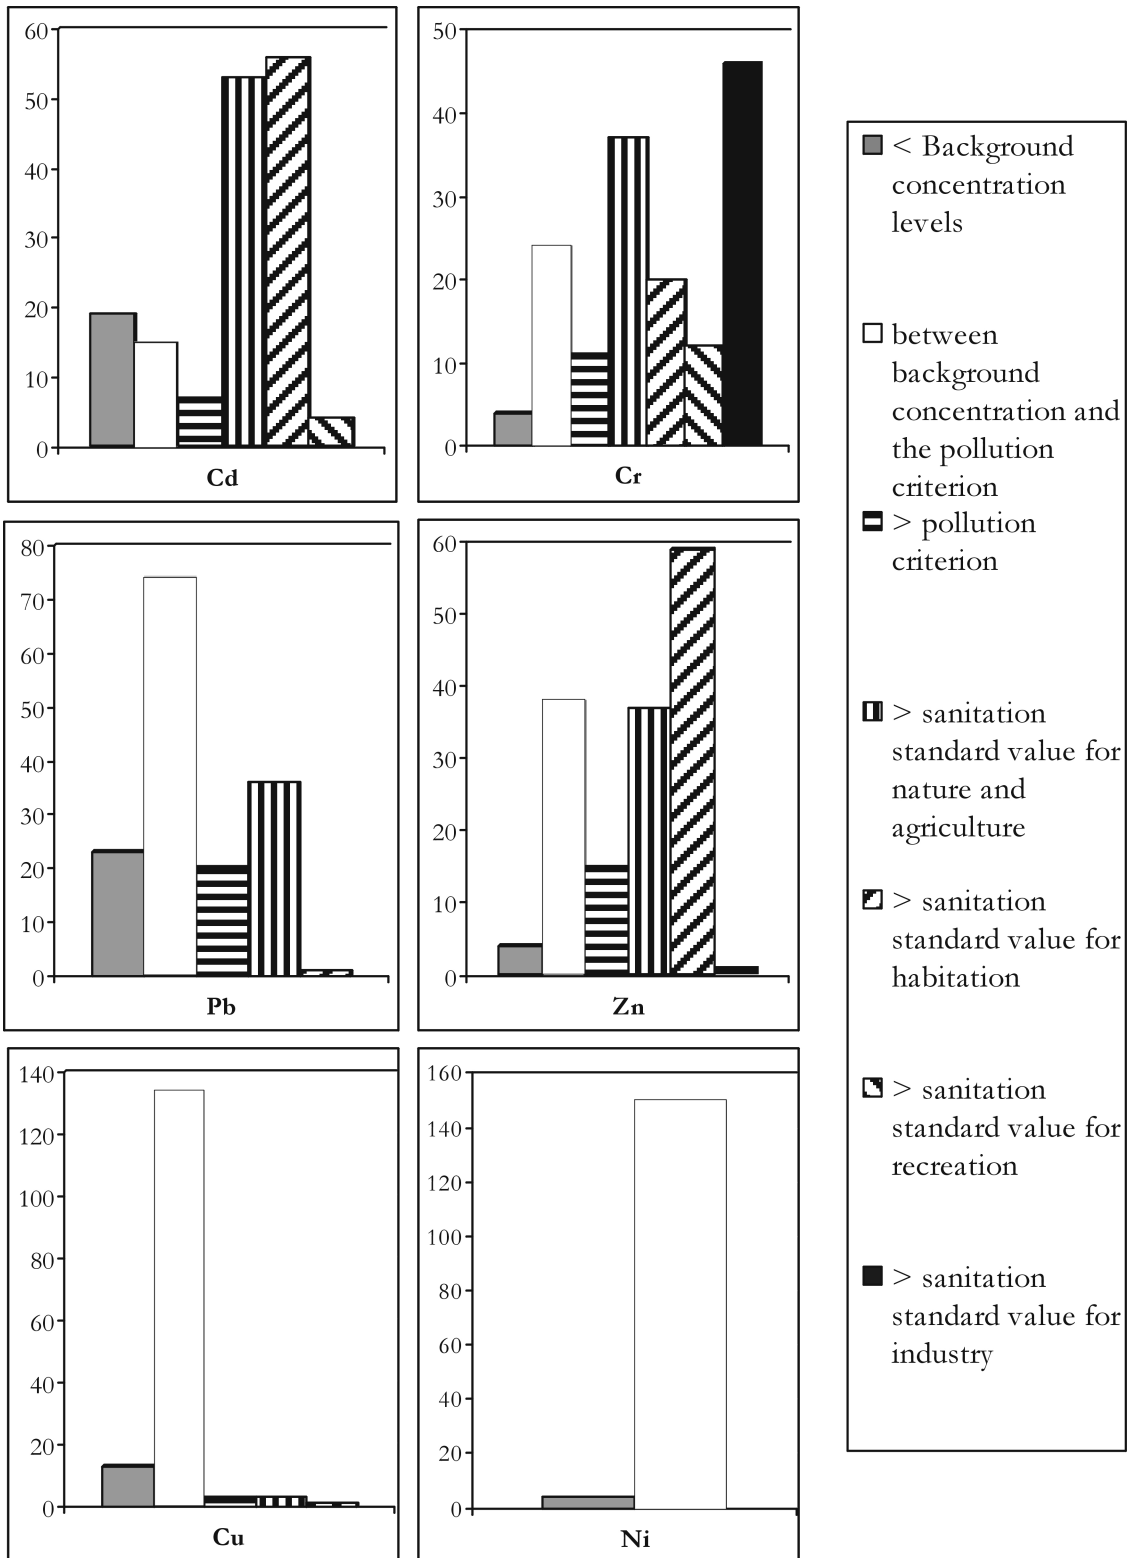 60
50
40
30
20
10
0
Cd
50
40
30
20
10
0
Cr
80
70
60
50
40
30
20
10
0
Pb
60
50
40
30
20
10
0
Zn
140
120
100
80
60
40
20
0
Cu
160
140
120
100
80
60
40
20
0
Ni
< Background
concentration
levels
between
background
concentration and
the pollution
criterion
> pollution
criterion
> sanitation
standard value for
nature and
agriculture
> sanitation
standard value for
habitation
> sanitation
standard value for
recreation
> sanitation
standard value for
industry